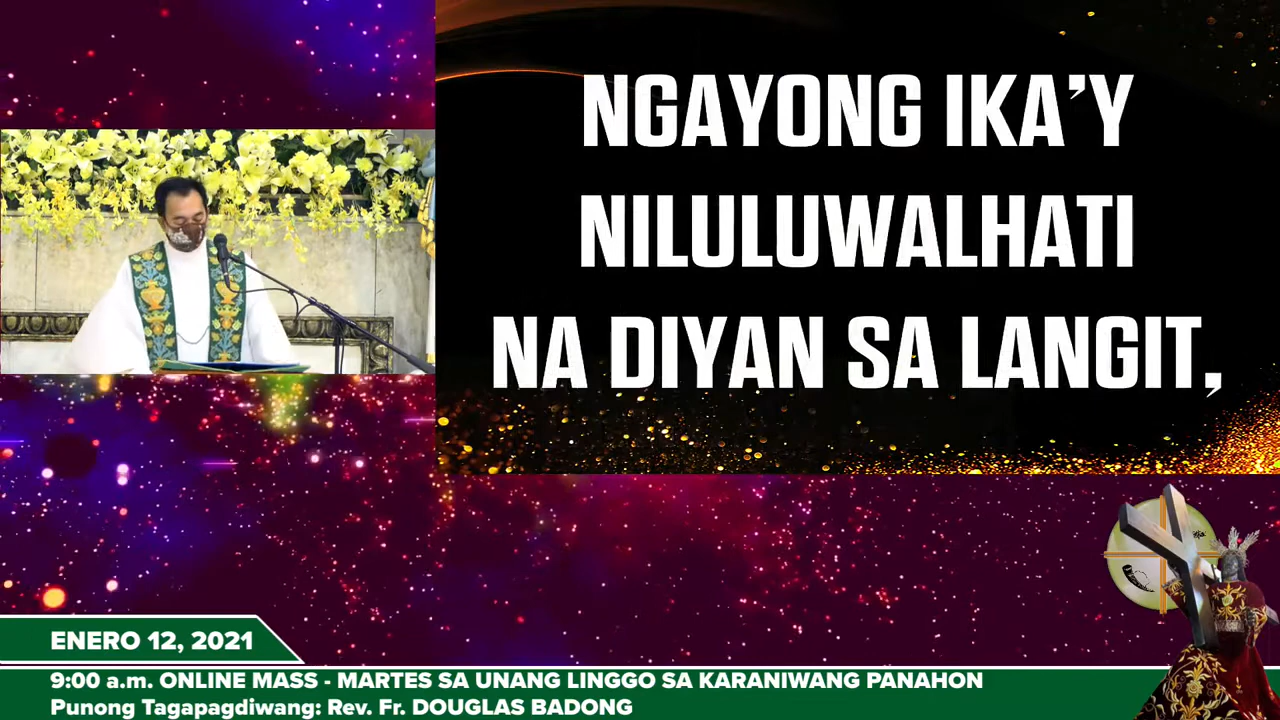 NGAYONG IKA'Y
NILULUWALHATI
NA DIYAN SA LANGIT,
ENERO 12, 2021
9:00 a.m. ONLINE MASS - MARTES SA UNANG LINGGO SA KARANIWANG PANAHON
Punong Tagapagdiwang: Rev. Fr. DOUGLAS BADONG